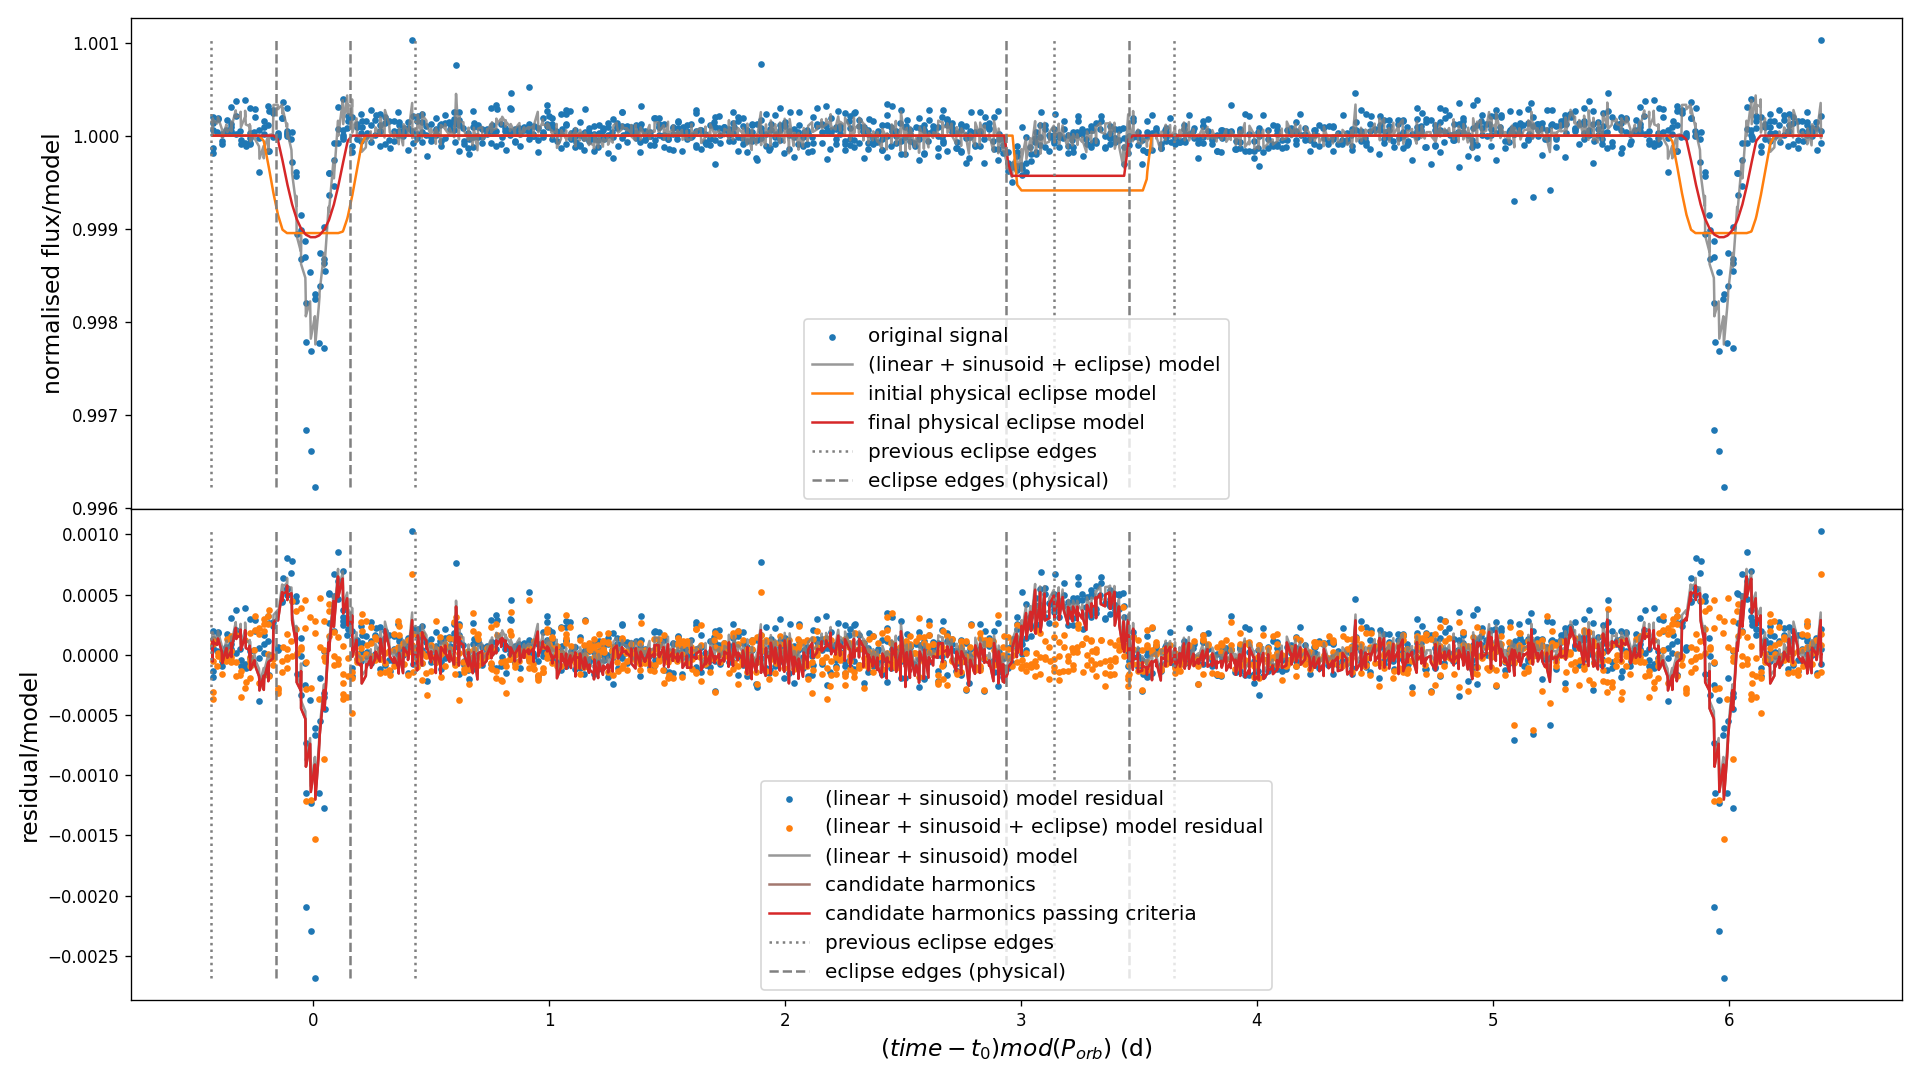 normalised flux/model
1.001
1.000
0.999
0.998
0.997
0.996
original signal
(linear + sinusoid + eclipse) model
initial physical eclipse model
final physical eclipse model
previous eclipse edges
eclipse edges (physical)
residual/model
0.0010
0.0005
0.0000
−0.0005
−0.0010
−0.0015
−0.0020
−0.0025
(linear + sinusoid) model residual
(linear + sinusoid + eclipse) model residual
(linear + sinusoid) model
candidate harmonics
candidate harmonics passing criteria
previous eclipse edges
eclipse edges (physical)
0 1 2 3 4 5 6
(time − t₀)mod(P_orb) (d)